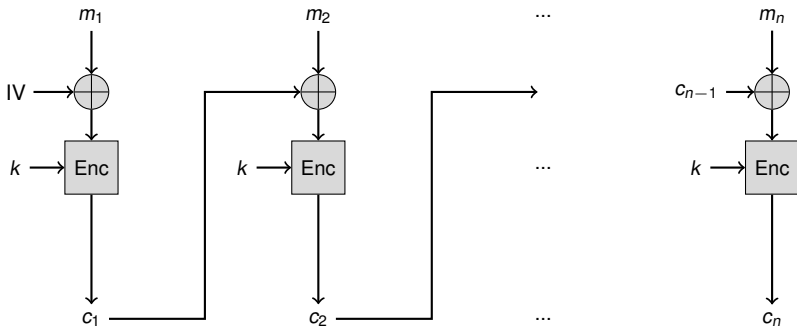 m₁ m₂ ... mₙ
IV cₙ₋₁
k Enc k Enc ... k Enc
c₁ c₂ ... cₙ